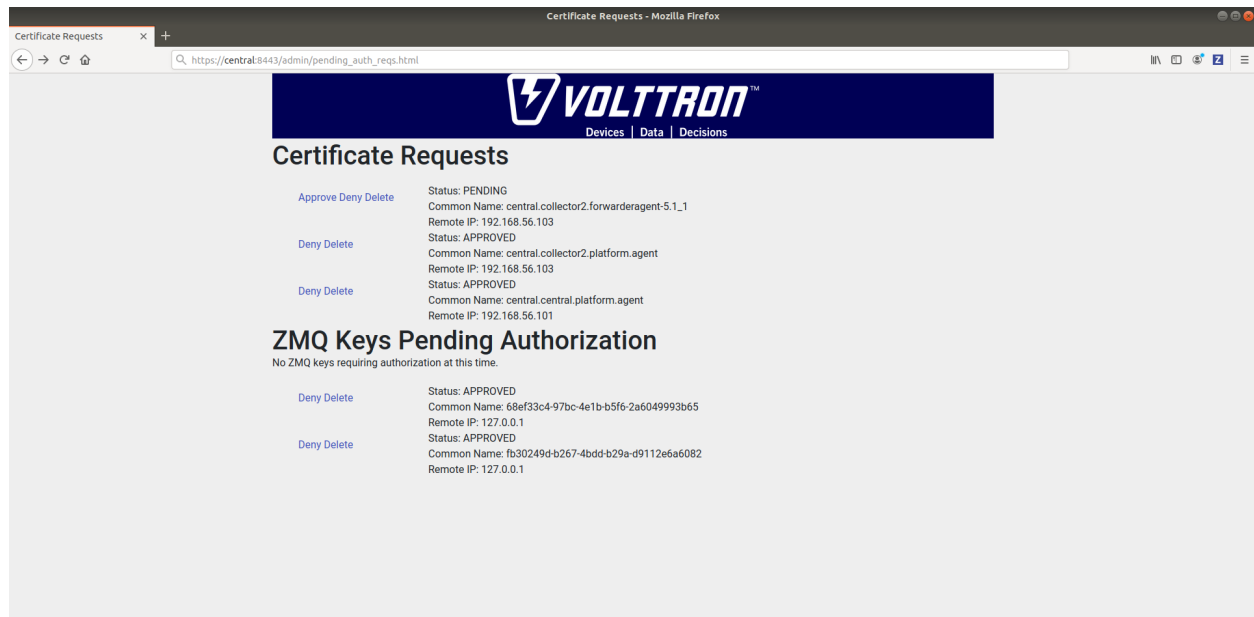 Certificate Requests - Mozilla Firefox
Certificate Requests
https://central:8443/admin/pending_auth_reqs.html
VOLTTRON™
Devices | Data | Decisions
Certificate Requests
Approve Deny Delete
Status: PENDING
Common Name: central.collector2.forwarderagent-5.1_1
Remote IP: 192.168.56.103
Deny Delete
Status: APPROVED
Common Name: central.collector2.platform.agent
Remote IP: 192.168.56.103
Deny Delete
Status: APPROVED
Common Name: central.central.platform.agent
Remote IP: 192.168.56.101
ZMQ Keys Pending Authorization
No ZMQ keys requiring authorization at this time.
Deny Delete
Status: APPROVED
Common Name: 68ef33c4-97bc-4e1b-b5f6-2a6049993b65
Remote IP: 127.0.0.1
Deny Delete
Status: APPROVED
Common Name: fb30249d-b267-4bdd-b29a-d9112e6a6082
Remote IP: 127.0.0.1